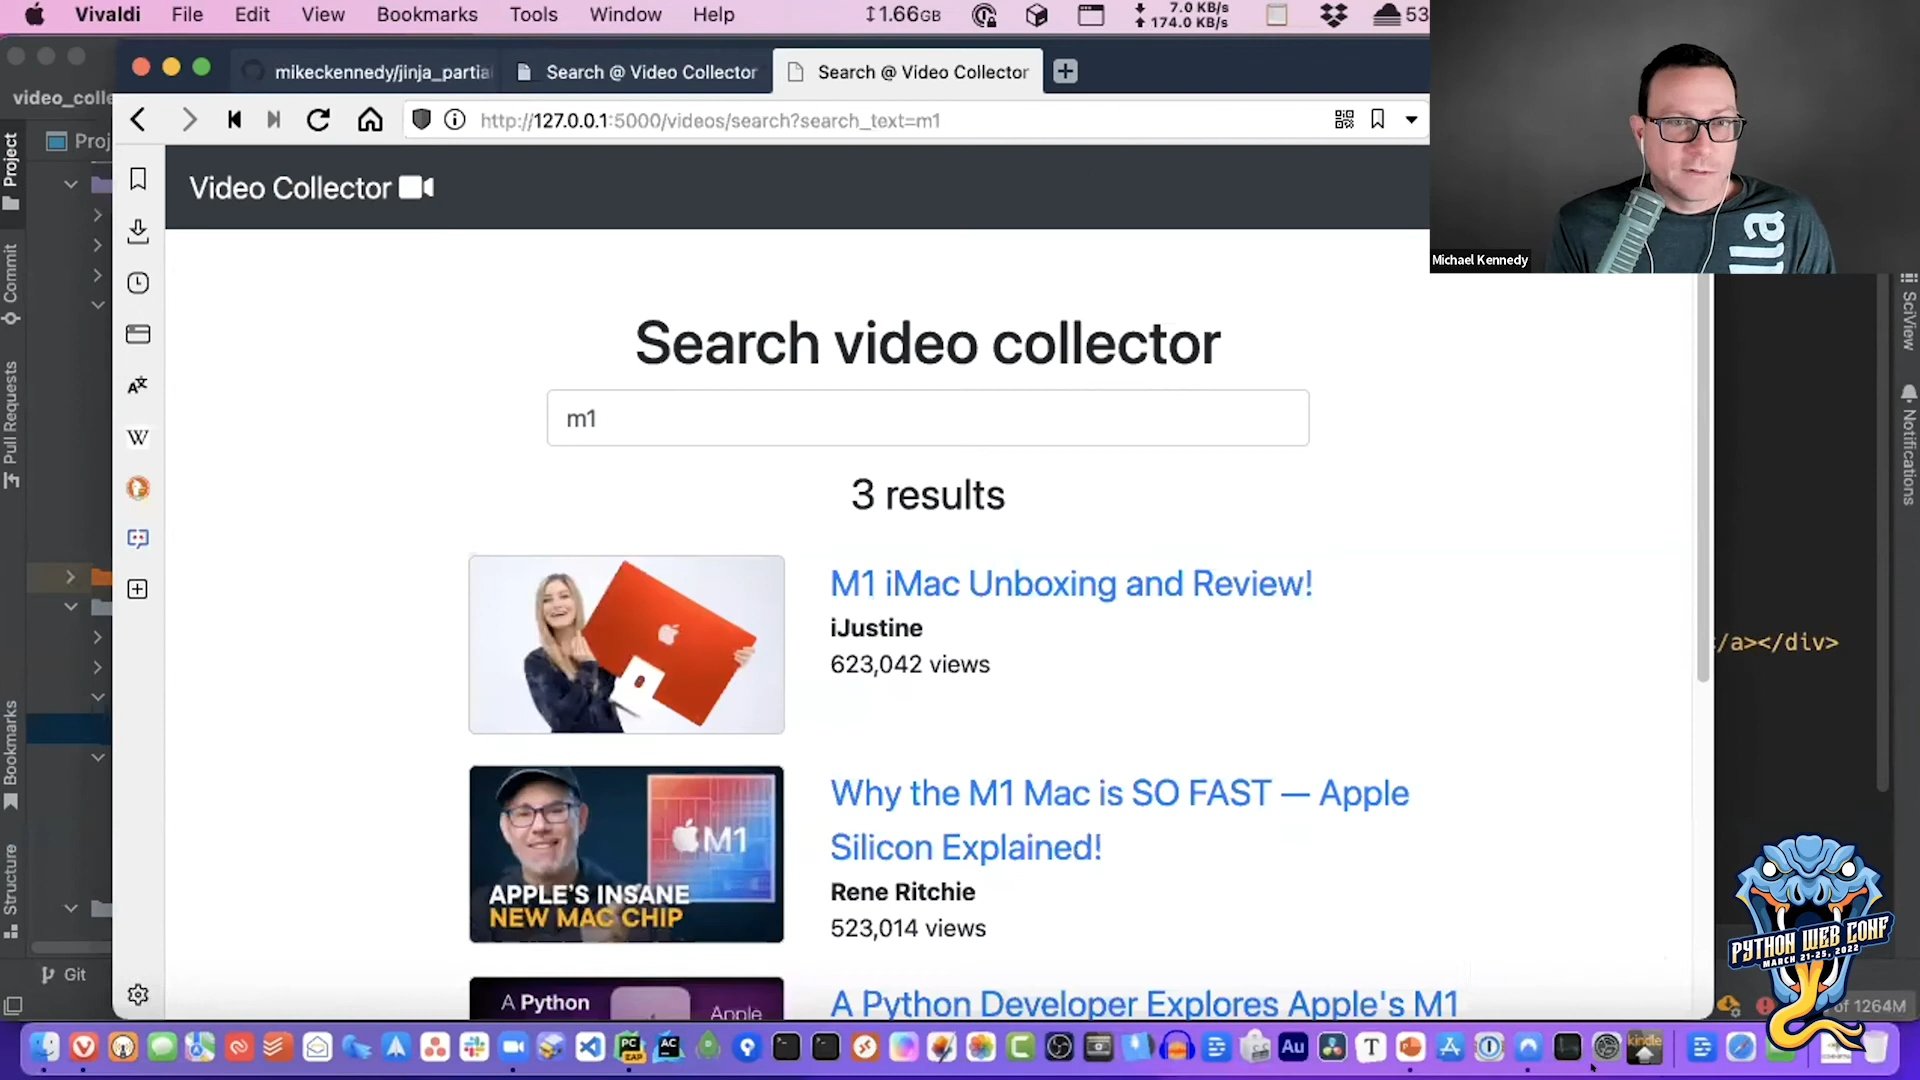 Vivaldi File Edit View Bookmarks Tools Window Help
1.66GB
7.0 KB/s
174.0 KB/s
53
video_colle
mikeckennedy/jinja_partia
Search @ Video Collector
Search @ Video Collector
http://127.0.0.1:5000/videos/search?search_text=m1
Michael Kennedy
Project
Proj
Commit
Pull Requests
Bookmarks
Structure
Git
SciView
Notifications
Video Collector
Search video collector
m1
3 results
M1 iMac Unboxing and Review!
iJustine
623,042 views
M1
APPLE'S INSANE
NEW MAC CHIP
Why the M1 Mac is SO FAST — Apple
Silicon Explained!
Rene Ritchie
523,014 views
A Python
Apple
A Python Developer Explores Apple's M1
/a></div>
of 1264M
PYTHON WEB CONF
MARCH 21-25, 2022
PC
EAP
AC
Au
T
kindle
lla
W